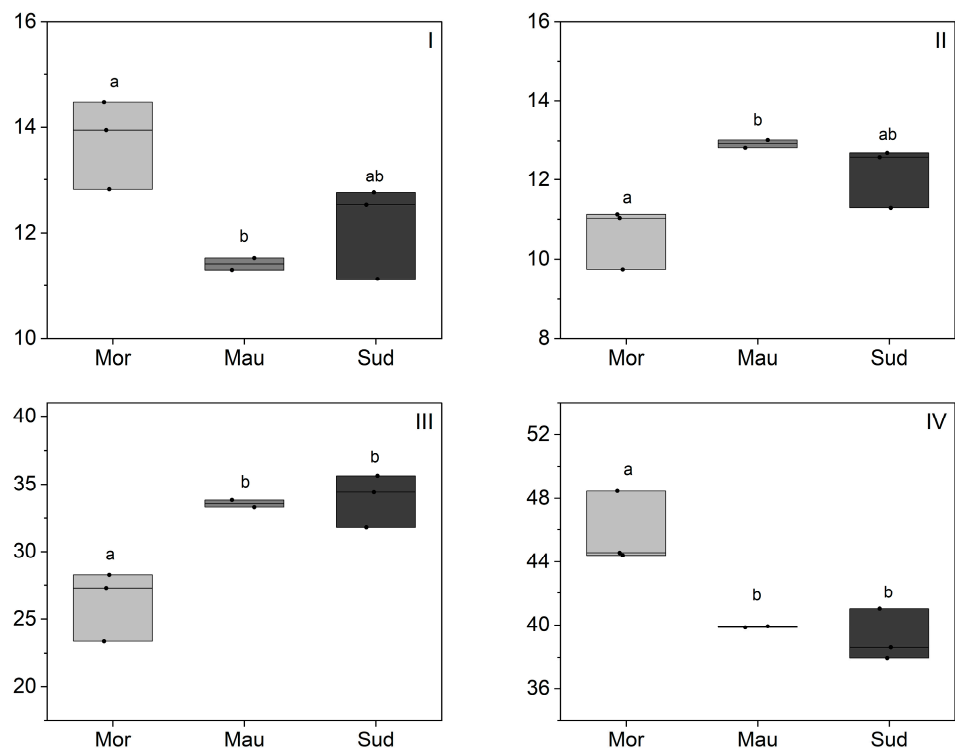 16
I
a
14
ab
b
12
10
Mor Mau Sud
16
II
14
b
ab
12
a
10
8
Mor Mau Sud
40
III
b
b
35
a
30
25
20
Mor Mau Sud
52
IV
a
48
44
b
b
40
36
Mor Mau Sud